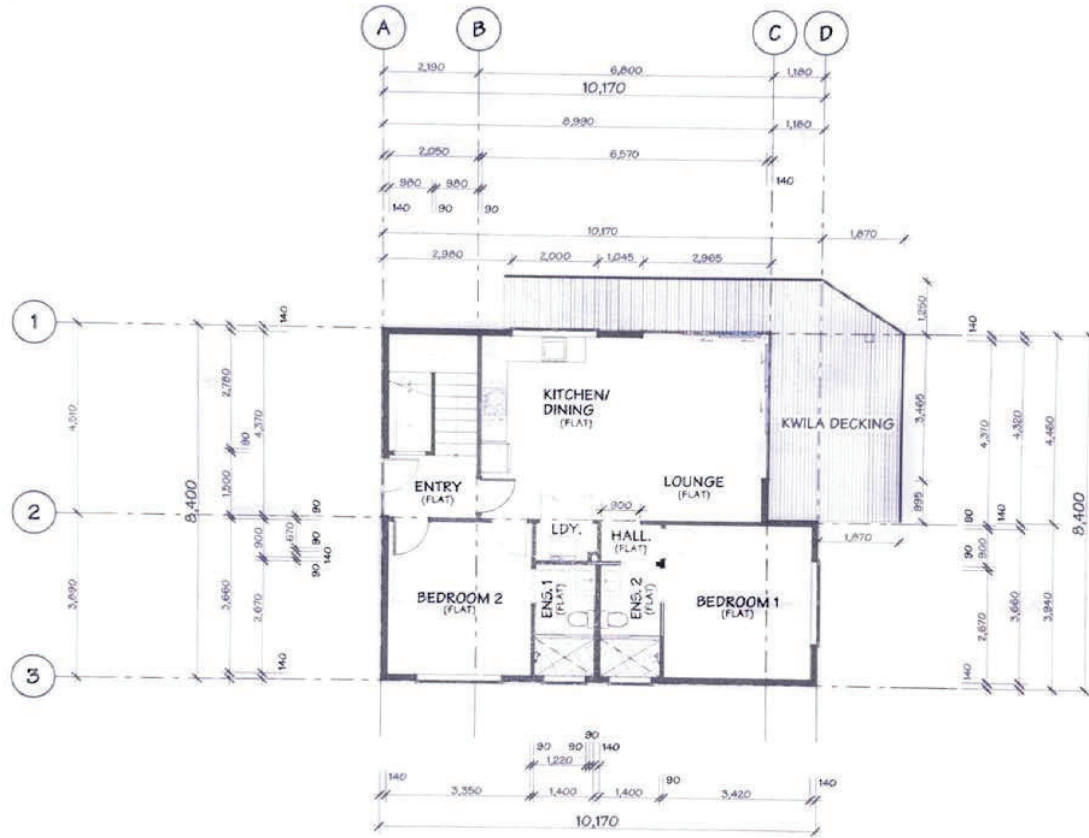 A B C D
2,190 6,800 1,180
10,170
8,990 1,180
2,050 6,570
140
980 980
140 90 90
10,170 1,870
2,980 2,000 1,045 2,965
1
140
1,250
140
4,510
8,400
2,780
90
1,500
4,370
KITCHEN/
DINING
(FLAT)
KWILA DECKING
3,465
895
4,370
4,320
4,460
8,400
ENTRY
(FLAT)
LOUNGE
(FLAT)
900
2
LDY.
HALL.
(FLAT)
1,870
90
140
900
670
90
90
90 140
3,890
3,660
2,670
140
BEDROOM 2
(FLAT)
ENS. 1
(FLAT)
ENS. 2
(FLAT)
BEDROOM 1
(FLAT)
90
900
2,670
3,660
3,940
140
3
90
90 90 140
1,220
140 90 140
3,350 1,400 1,400 3,420
10,170